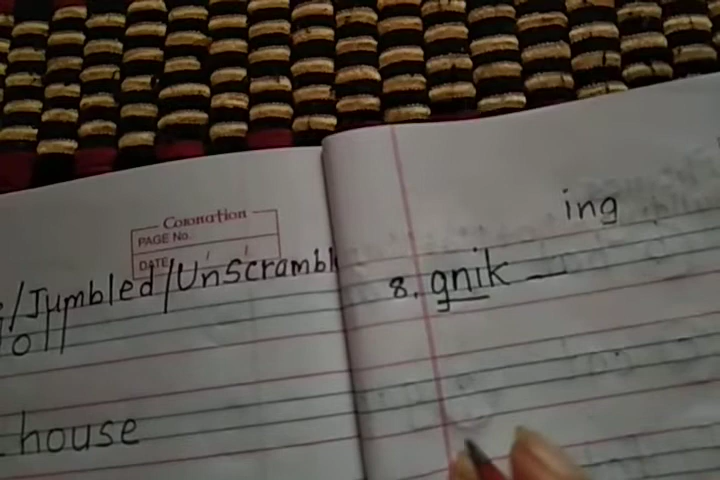 Coronation
PAGE No.
DATE
/Jumbled/UnScrambl
house
ing
8. gnik —